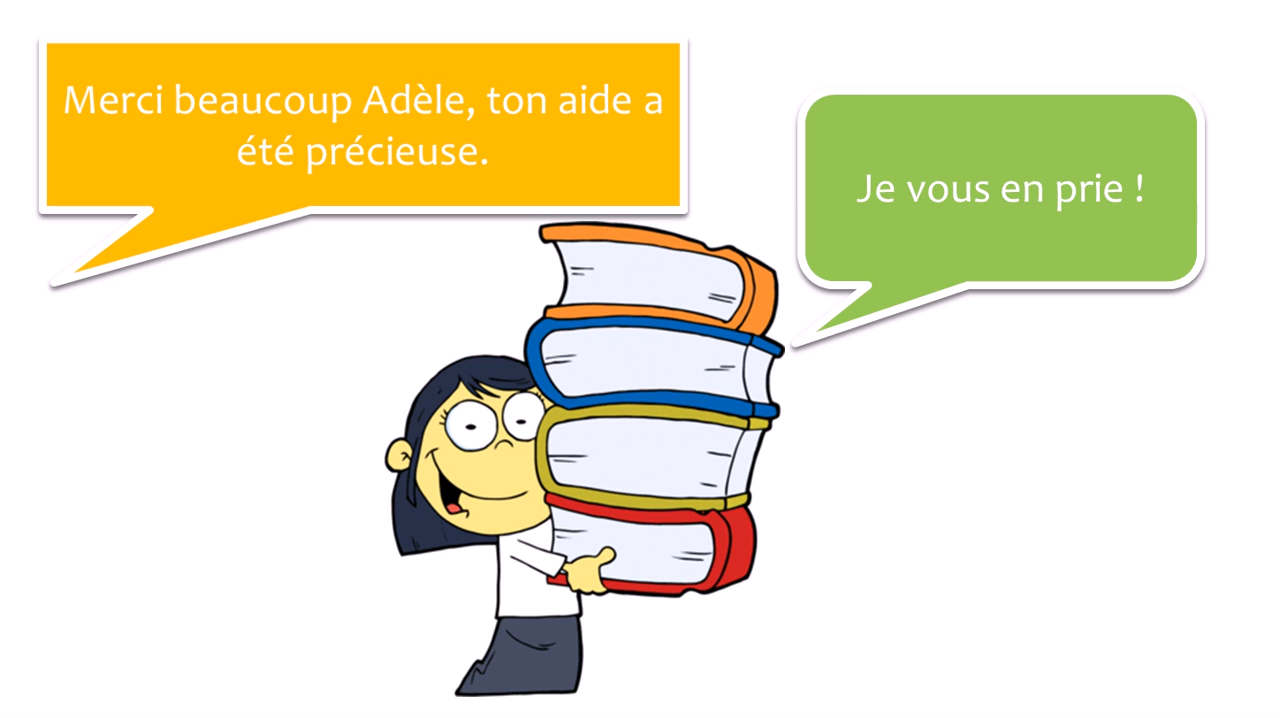 Merci beaucoup Adèle, ton aide a
été précieuse.
Je vous en prie !